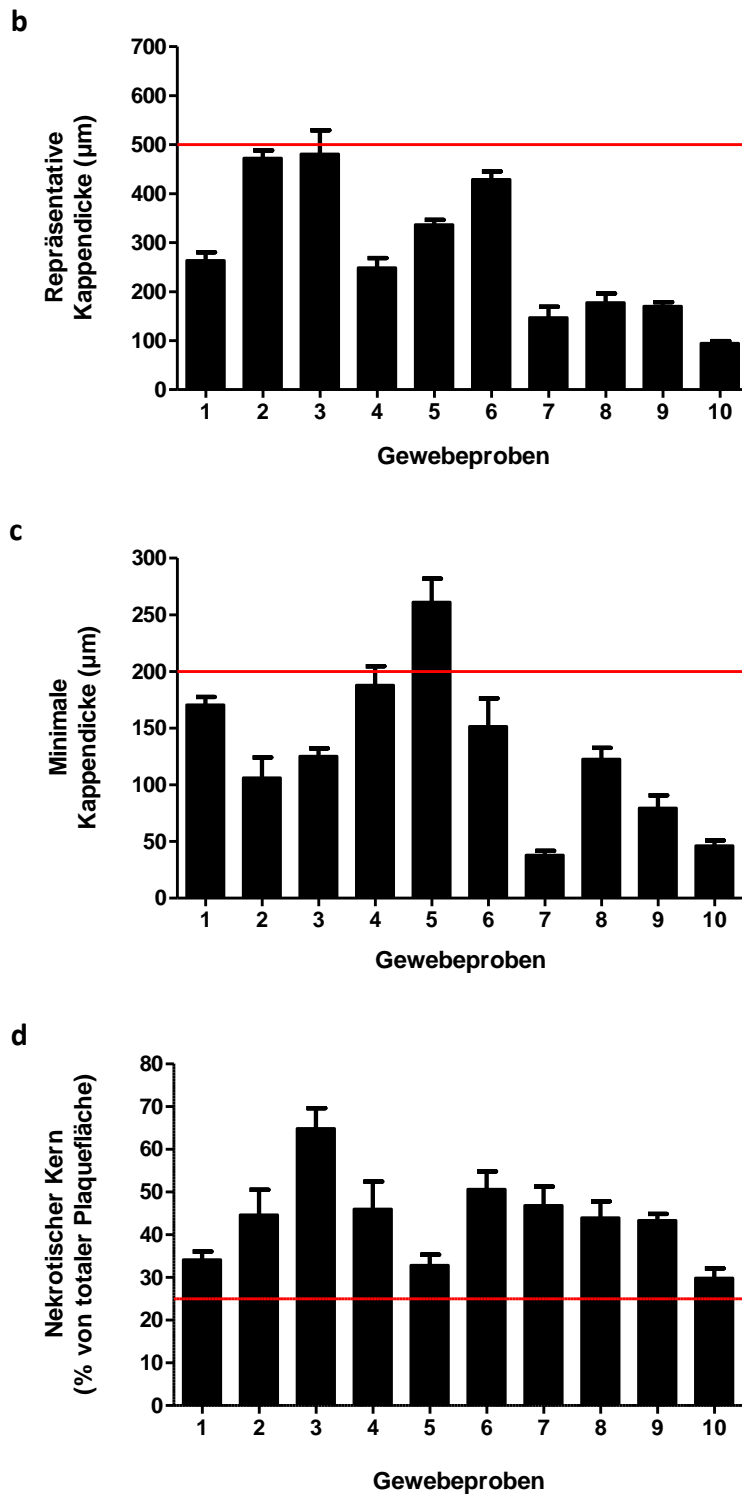 b
Repräsentative
Kappendicke (µm)
700
600
500
400
300
200
100
0
1 2 3 4 5 6 7 8 9 10
Gewebeproben
c
Minimale
Kappendicke (µm)
300
250
200
150
100
50
0
1 2 3 4 5 6 7 8 9 10
Gewebeproben
d
Nekrotischer Kern
(% von totaler Plaquefläche)
80
70
60
50
40
30
20
10
0
1 2 3 4 5 6 7 8 9 10
Gewebeproben